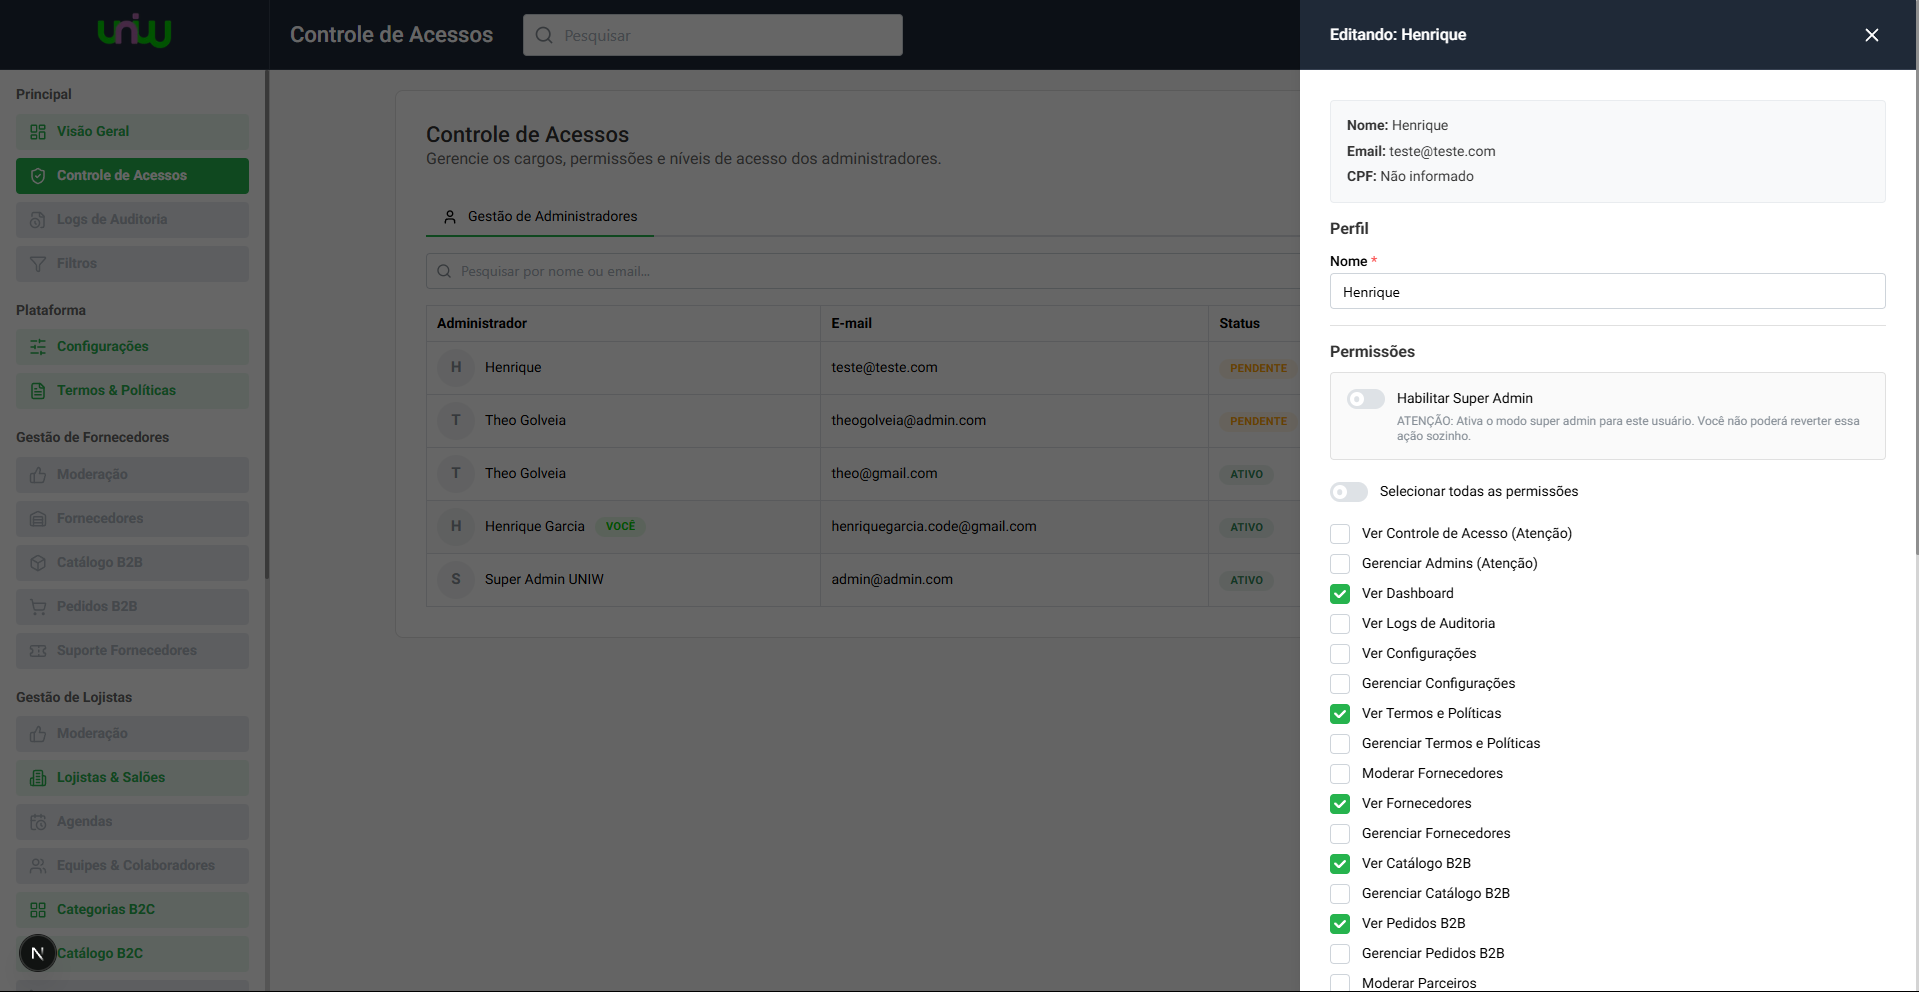 uniw
Controle de Acessos
Pesquisar
Principal
Visão Geral
Controle de Acessos
Logs de Auditoria
Filtros
Plataforma
Configurações
Termos & Políticas
Gestão de Fornecedores
Moderação
Fornecedores
Catálogo B2B
Pedidos B2B
Suporte Fornecedores
Gestão de Lojistas
Moderação
Lojistas & Salões
Agendas
Equipes & Colaboradores
Categorias B2C
N
Catálogo B2C
Controle de Acessos
Gerencie os cargos, permissões e níveis de acesso dos administradores.
Gestão de Administradores
Pesquisar por nome ou email...
Administrador E-mail Status
H Henrique teste@teste.com PENDENTE
T Theo Golveia theogolveia@admin.com PENDENTE
T Theo Golveia theo@gmail.com ATIVO
H Henrique Garcia VOCÊ henriquegarcia.code@gmail.com ATIVO
S Super Admin UNIW admin@admin.com ATIVO
Editando: Henrique
Nome: Henrique
Email: teste@teste.com
CPF: Não informado
Perfil
Nome *
Henrique
Permissões
Habilitar Super Admin
ATENÇÃO: Ativa o modo super admin para este usuário. Você não poderá reverter essa
ação sozinho.
Selecionar todas as permissões
Ver Controle de Acesso (Atenção)
Gerenciar Admins (Atenção)
Ver Dashboard
Ver Logs de Auditoria
Ver Configurações
Gerenciar Configurações
Ver Termos e Políticas
Gerenciar Termos e Políticas
Moderar Fornecedores
Ver Fornecedores
Gerenciar Fornecedores
Ver Catálogo B2B
Gerenciar Catálogo B2B
Ver Pedidos B2B
Gerenciar Pedidos B2B
Moderar Parceiros